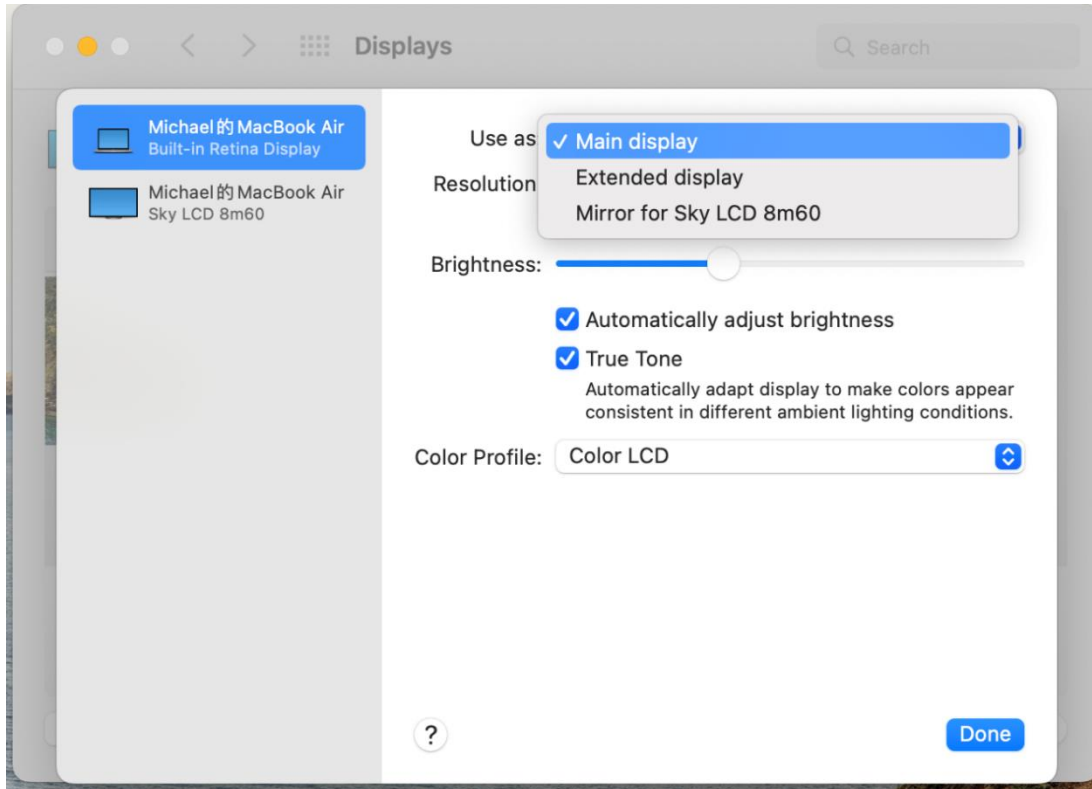 Displays
Search
Michael的MacBook Air
Built-in Retina Display
Michael的MacBook Air
Sky LCD 8m60
Use as
✓ Main display
Extended display
Mirror for Sky LCD 8m60
Resolution
Brightness:
Automatically adjust brightness
True Tone
Automatically adapt display to make colors appear
consistent in different ambient lighting conditions.
Color Profile: Color LCD
?
Done